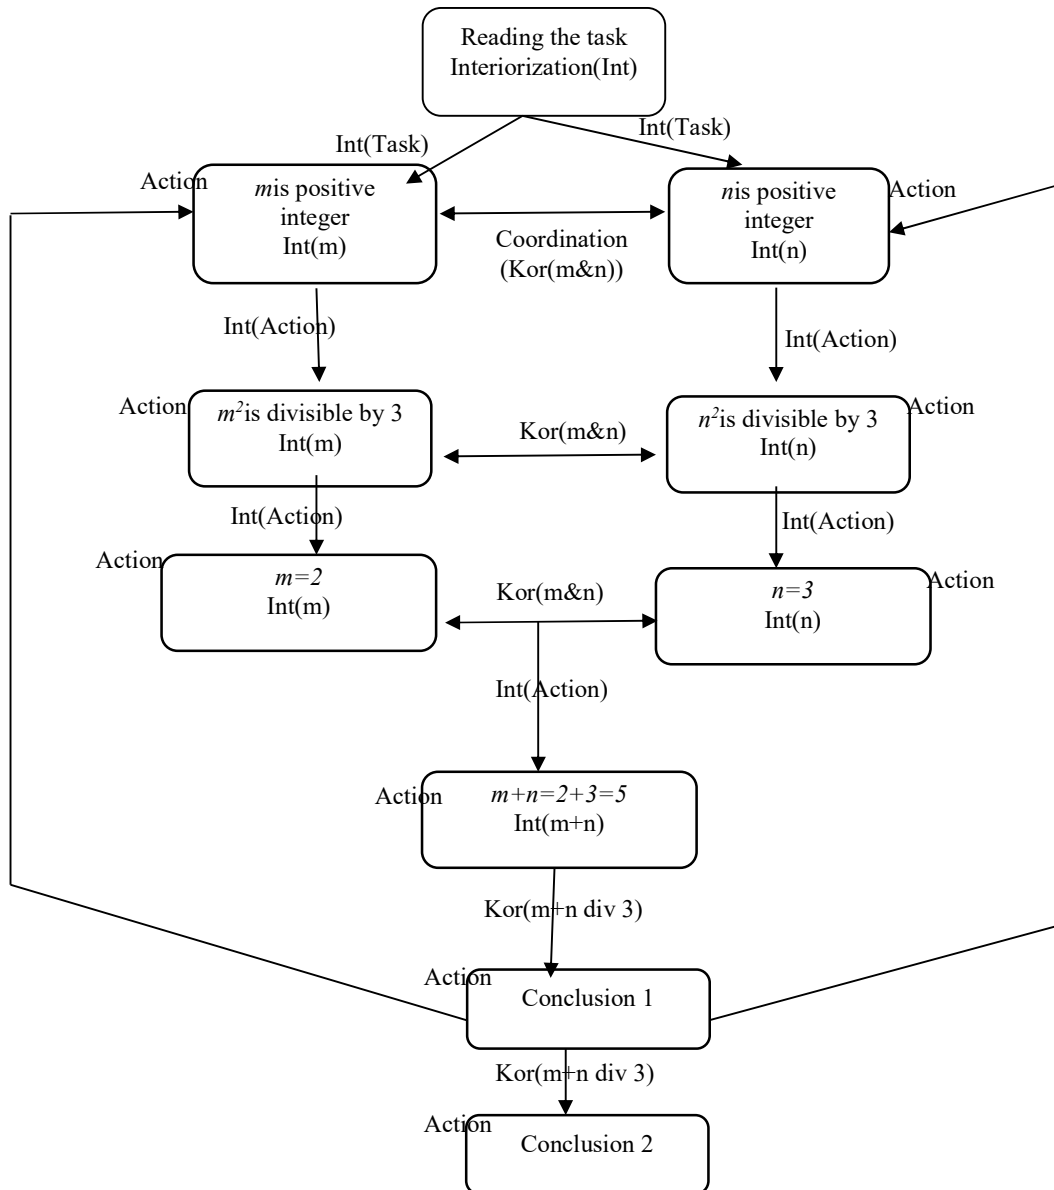 Reading the task
Interiorization(Int)
Int(Task)
Int(Task)
Action
mis positive
integer
Int(m)
Coordination
(Kor(m&n))
nis positive
integer
Int(n)
Action
Int(Action)
Int(Action)
Action
m²is divisible by 3
Int(m)
Kor(m&n)
n²is divisible by 3
Int(n)
Action
Int(Action)
Int(Action)
Action
m=2
Int(m)
Kor(m&n)
n=3
Int(n)
Action
Int(Action)
Action
m+n=2+3=5
Int(m+n)
Kor(m+n div 3)
Action
Conclusion 1
Kor(m+n div 3)
Action
Conclusion 2